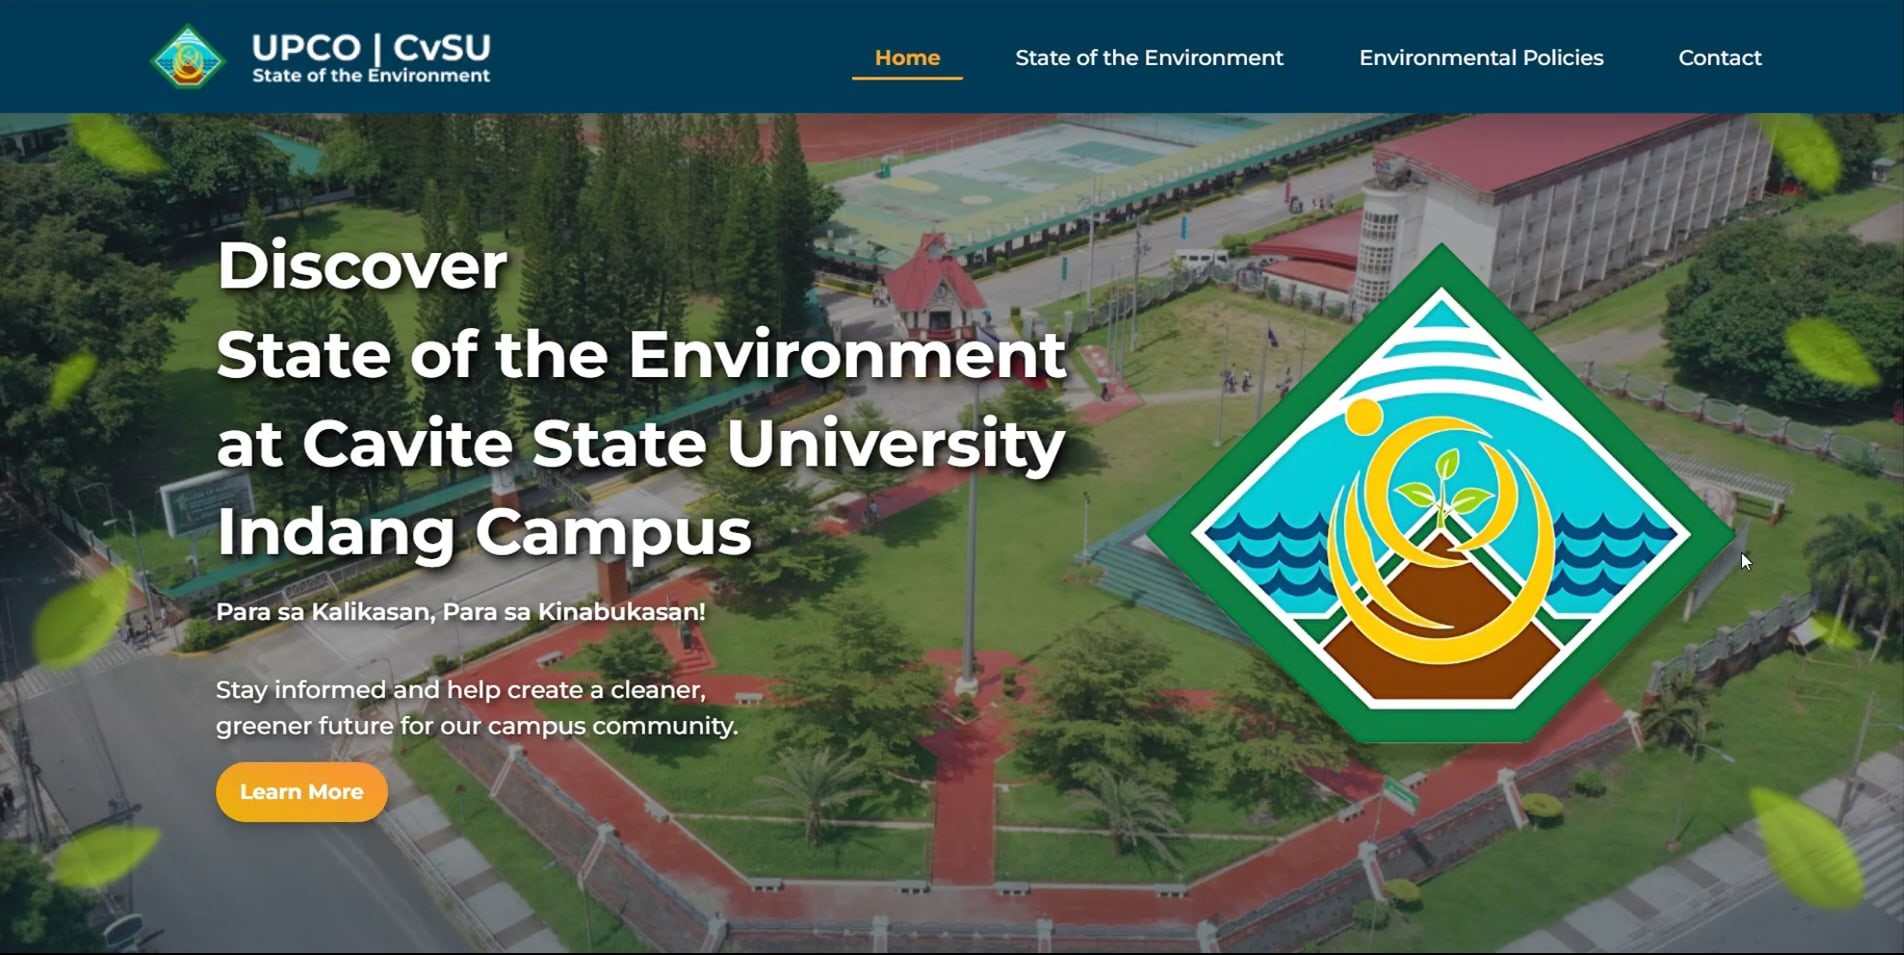 UPCO | CvSU
State of the Environment
Home
State of the Environment
Environmental Policies
Contact
Discover
State of the Environment
at Cavite State University
Indang Campus
Para sa Kalikasan, Para sa Kinabukasan!
Stay informed and help create a cleaner,
greener future for our campus community.
Learn More